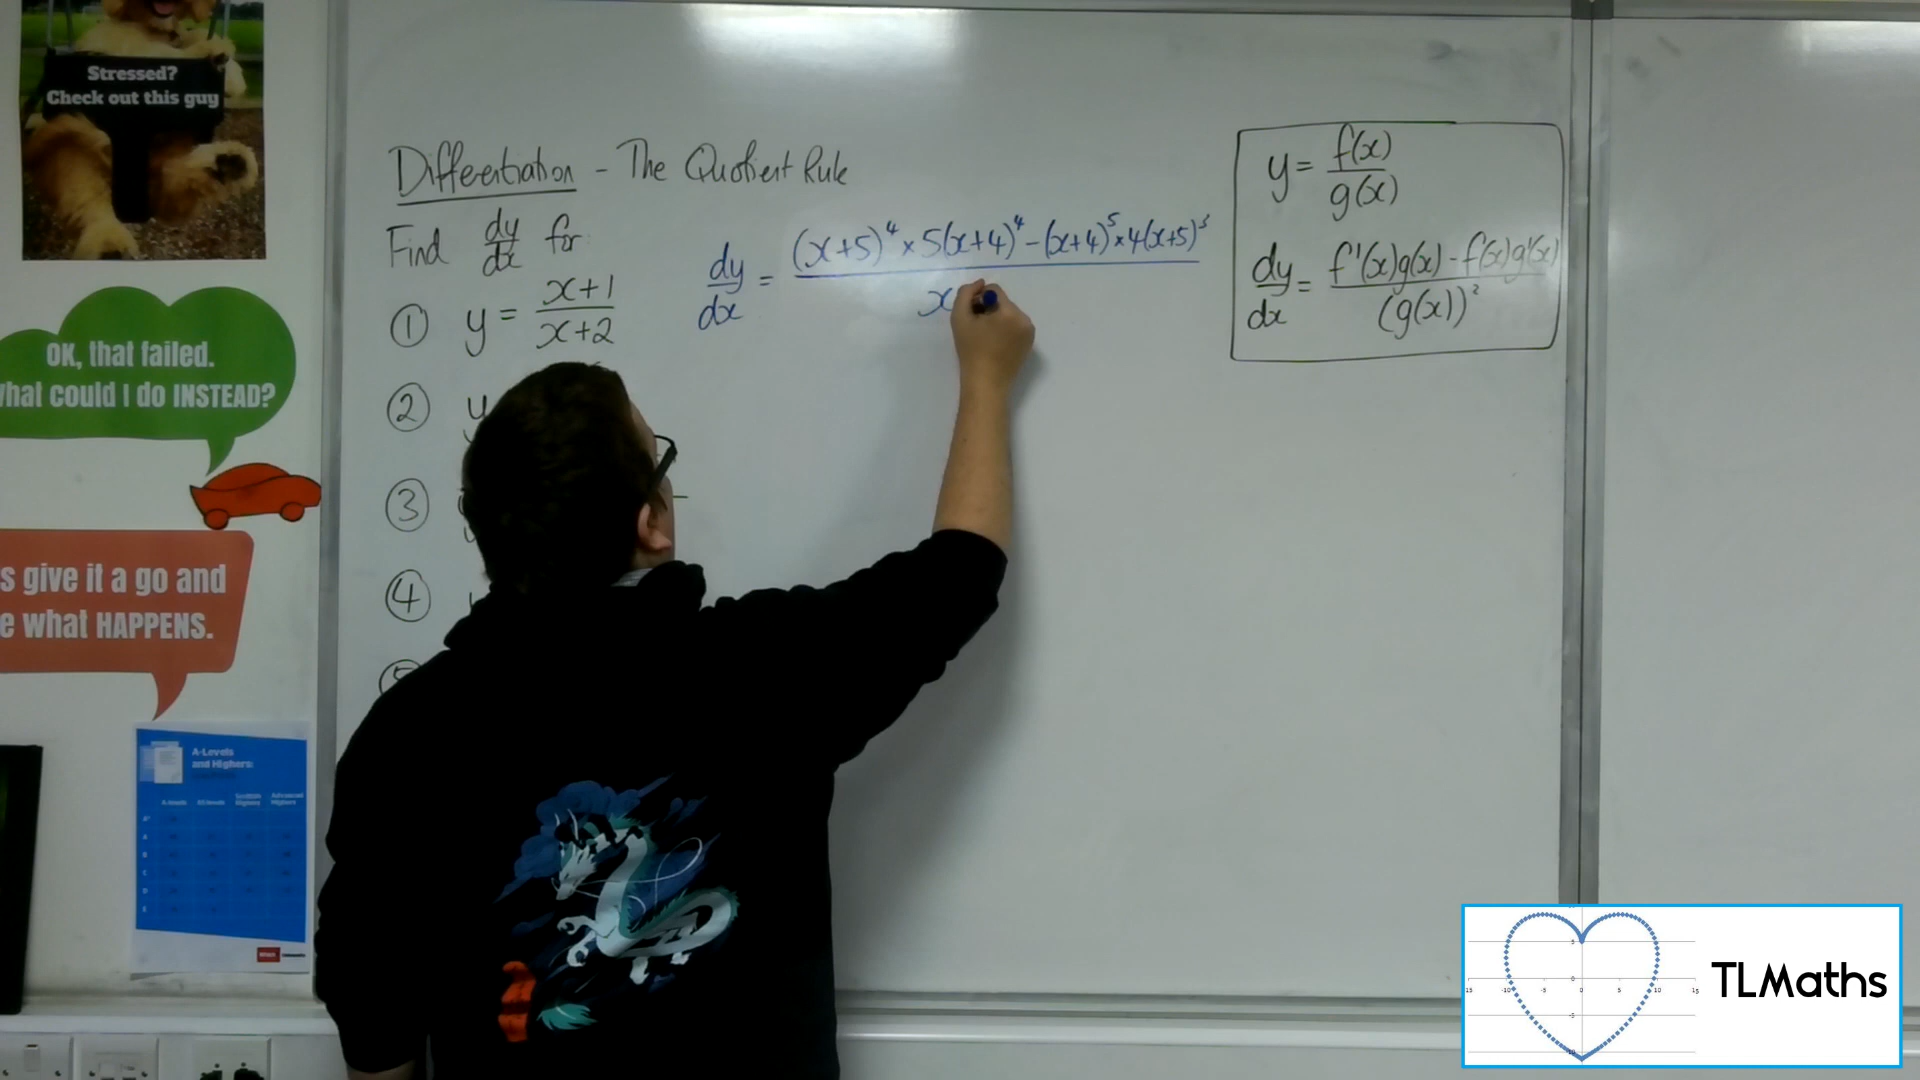 Stressed?
Check out this guy
OK, that failed.
What could I do INSTEAD?
s give it a go and
e what HAPPENS.
A-Levels
and Highers:
Differentiation - The Quotient Rule
Find dy/dx for
① y = (x+1)/(x+2)
② y
③
④
⑤
dy/dx = ((x+5)⁴ × 5(x+4)⁴ - (x+4)⁵ × 4(x+5)³)/x
y = f(x)/g(x)
dy/dx = (f'(x)g(x) - f(x)g'(x))/(g(x))²
TLMaths